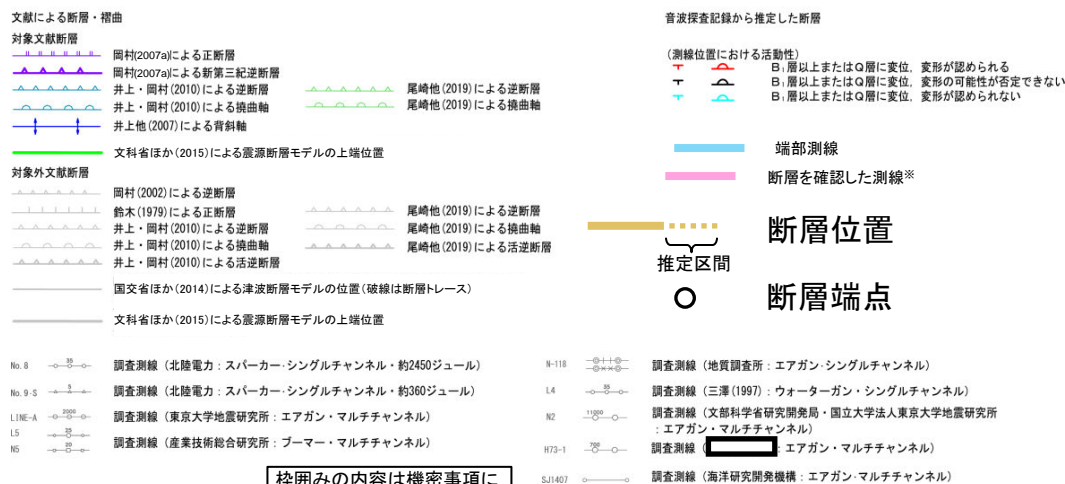 文献による断層・褶曲
対象文献断層
岡村(2007a)による正断層
岡村(2007a)による新第三紀逆断層
井上・岡村(2010)による逆断層
井上・岡村(2010)による撓曲軸
井上他(2007)による背斜軸
文科省ほか(2015)による震源断層モデルの上端位置
尾崎他(2019)による逆断層
尾崎他(2019)による撓曲軸
対象外文献断層
岡村(2002)による逆断層
鈴木(1979)による正断層
井上・岡村(2010)による逆断層
井上・岡村(2010)による撓曲軸
井上・岡村(2010)による活逆断層
国交省ほか(2014)による津波断層モデルの位置(破線は断層トレース)
文科省ほか(2015)による震源断層モデルの上端位置
尾崎他(2019)による逆断層
尾崎他(2019)による撓曲軸
尾崎他(2019)による活逆断層
音波探査記録から推定した断層
(測線位置における活動性)
B₁層以上またはQ層に変位，変形が認められる
B₁層以上またはQ層に変位，変形の可能性が否定できない
B₁層以上またはQ層に変位，変形が認められない
端部測線
断層を確認した測線※
断層位置
推定区間
断層端点
No.8 35 調査測線（北陸電力：スパーカー・シングルチャンネル・約2450ジュール）
No.9-S 5 調査測線（北陸電力：スパーカー・シングルチャンネル・約360ジュール）
LINE-A 2000 調査測線（東京大学地震研究所：エアガン・マルチチャンネル）
L5 25
N5 20 調査測線（産業技術総合研究所：ブーマー・マルチチャンネル）
N-118 調査測線（地質調査所：エアガン・シングルチャンネル）
L4 35 調査測線（三澤(1997)：ウォーターガン・シングルチャンネル）
N2 11000 調査測線（文部科学省研究開発局・国立大学法人東京大学地震研究所
：エアガン・マルチチャンネル）
H73-1 700 調査測線（ ：エアガン・マルチチャンネル）
SJ1407 調査測線（海洋研究開発機構：エアガン・マルチチャンネル）
枠囲みの内容は機密事項に